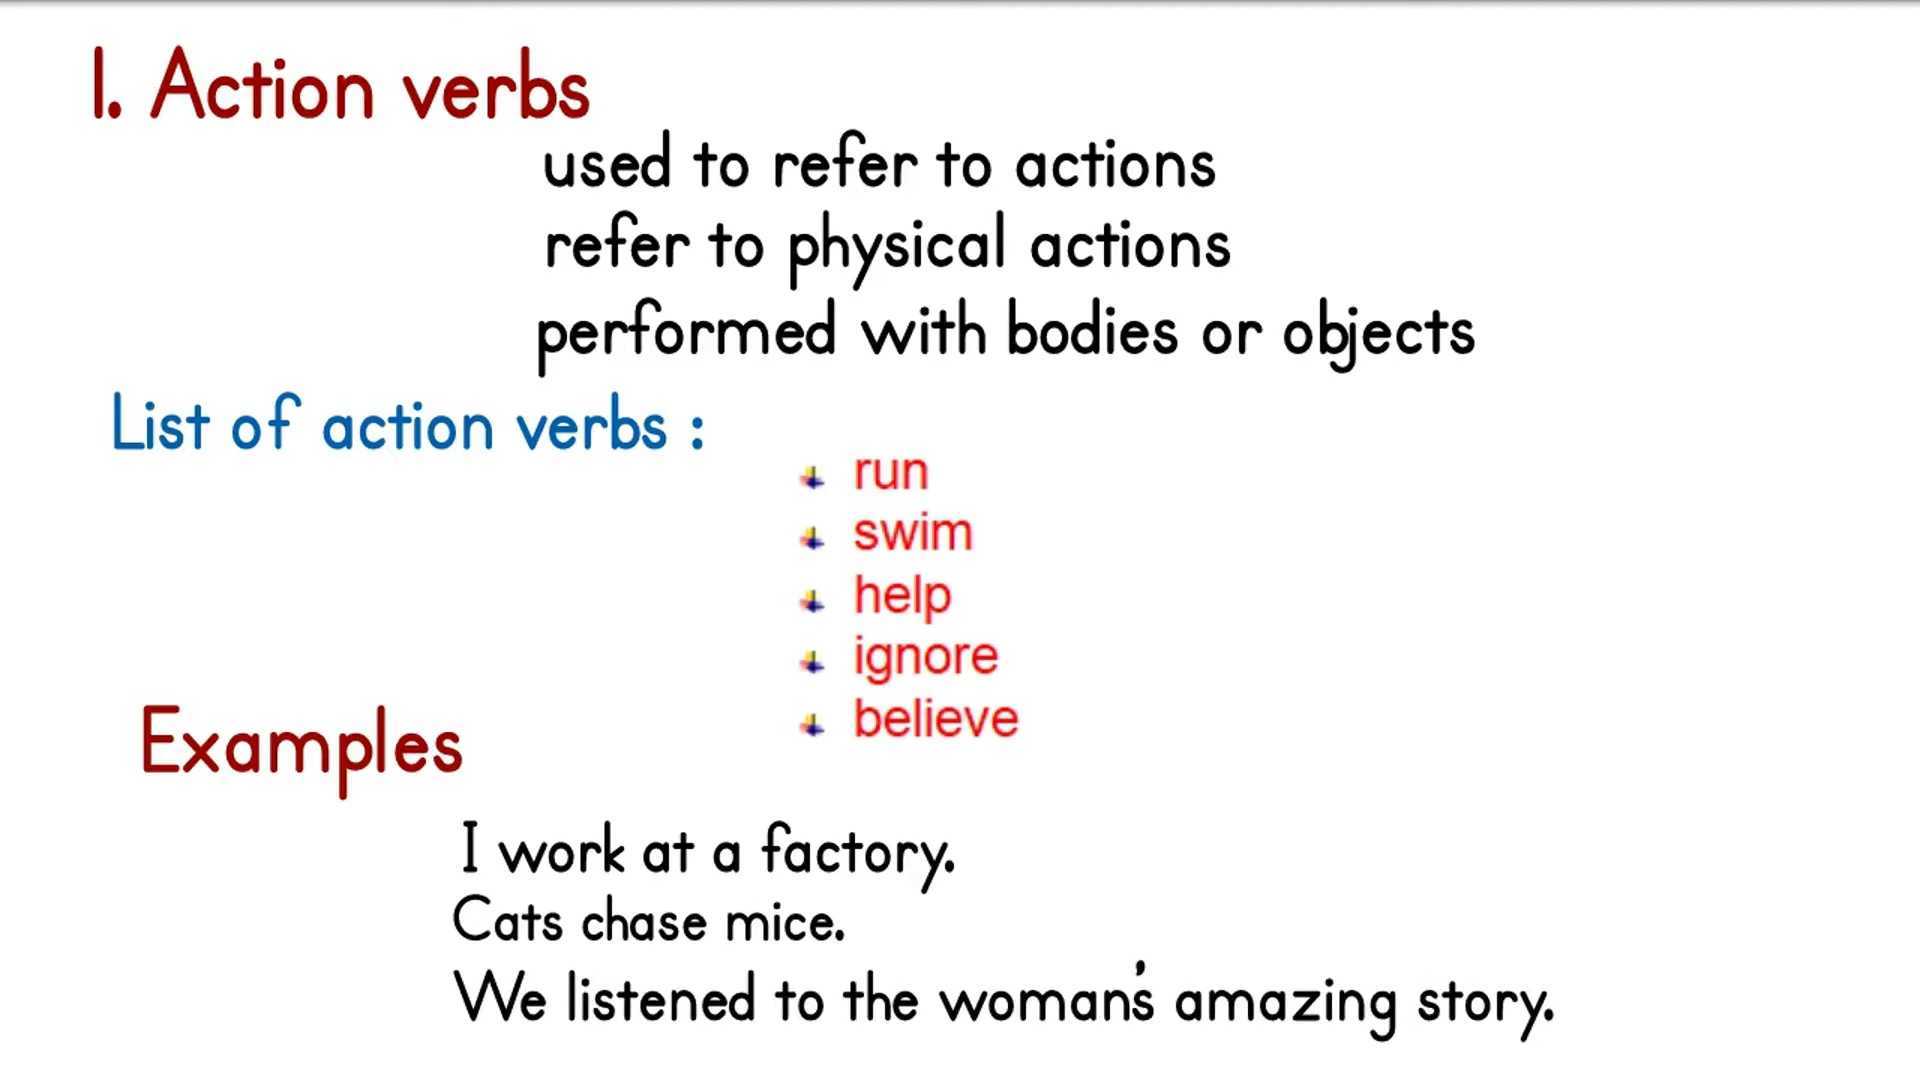 1. Action verbs
used to refer to actions
refer to physical actions
performed with bodies or objects
List of action verbs :
run
swim
help
ignore
believe
Examples
I work at a factory.
Cats chase mice.
We listened to the woman's amazing story.